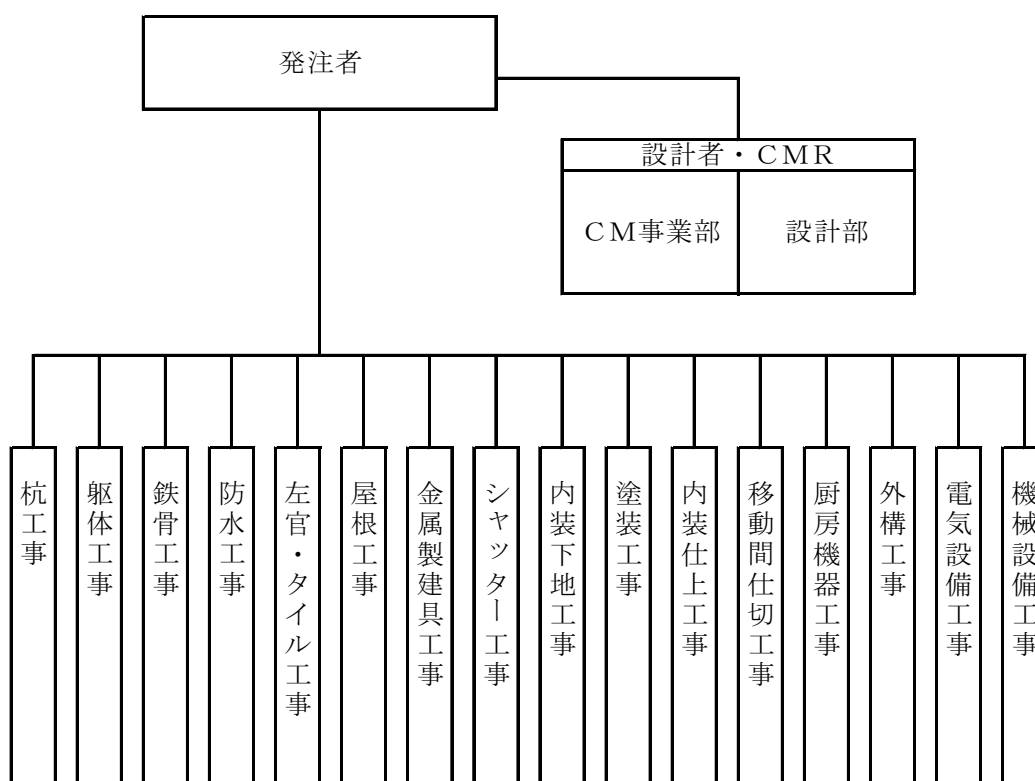 発注者
設計者・CMR
CM事業部
設計部
杭工事
躯体工事
鉄骨工事
防水工事
左官・タイル工事
屋根工事
金属製建具工事
シャッター工事
内装下地工事
塗装工事
内装仕上工事
移動間仕切工事
厨房機器工事
外構工事
電気設備工事
機械設備工事